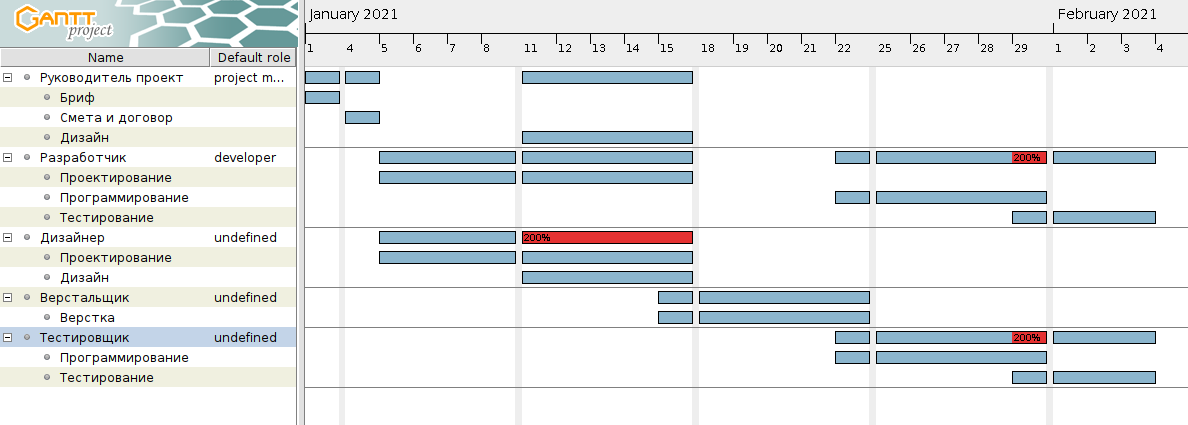 GANTT
project
January 2021 February 2021
1 4 5 6 7 8 11 12 13 14 15 18 19 20 21 22 25 26 27 28 29 1 2 3 4
Name Default role
Руководитель проект project m...
Бриф
Смета и договор
Дизайн
Разработчик developer 200%
Проектирование
Программирование
Тестирование
Дизайнер undefined 200%
Проектирование
Дизайн
Верстальщик undefined
Верстка
Тестировщик undefined 200%
Программирование
Тестирование